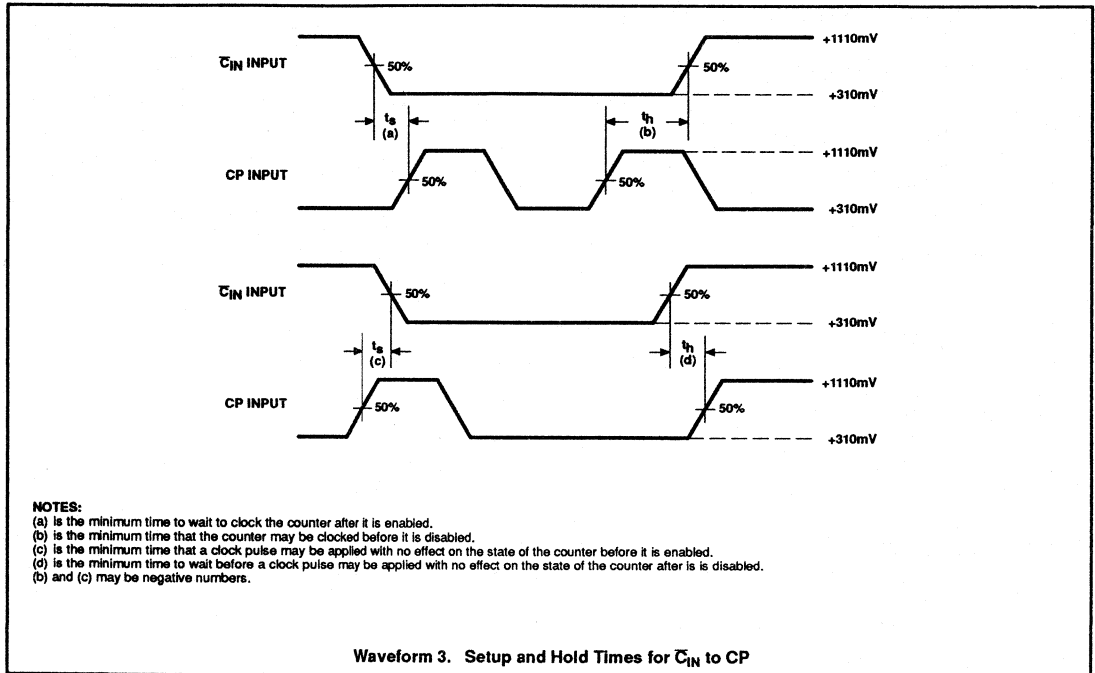 +1110mV
C̅IN INPUT
50%
50%
+310mV
ts
(a)
th
(b)
+1110mV
CP INPUT
50%
50%
+310mV
+1110mV
C̅IN INPUT
50%
50%
+310mV
ts
(c)
th
(d)
+1110mV
CP INPUT
50%
50%
+310mV
NOTES:
(a) is the minimum time to wait to clock the counter after it is enabled.
(b) is the minimum time that the counter may be clocked before it is disabled.
(c) is the minimum time that a clock pulse may be applied with no effect on the state of the counter before it is enabled.
(d) is the minimum time to wait before a clock pulse may be applied with no effect on the state of the counter after is is disabled.
(b) and (c) may be negative numbers.
Waveform 3. Setup and Hold Times for C̅IN to CP